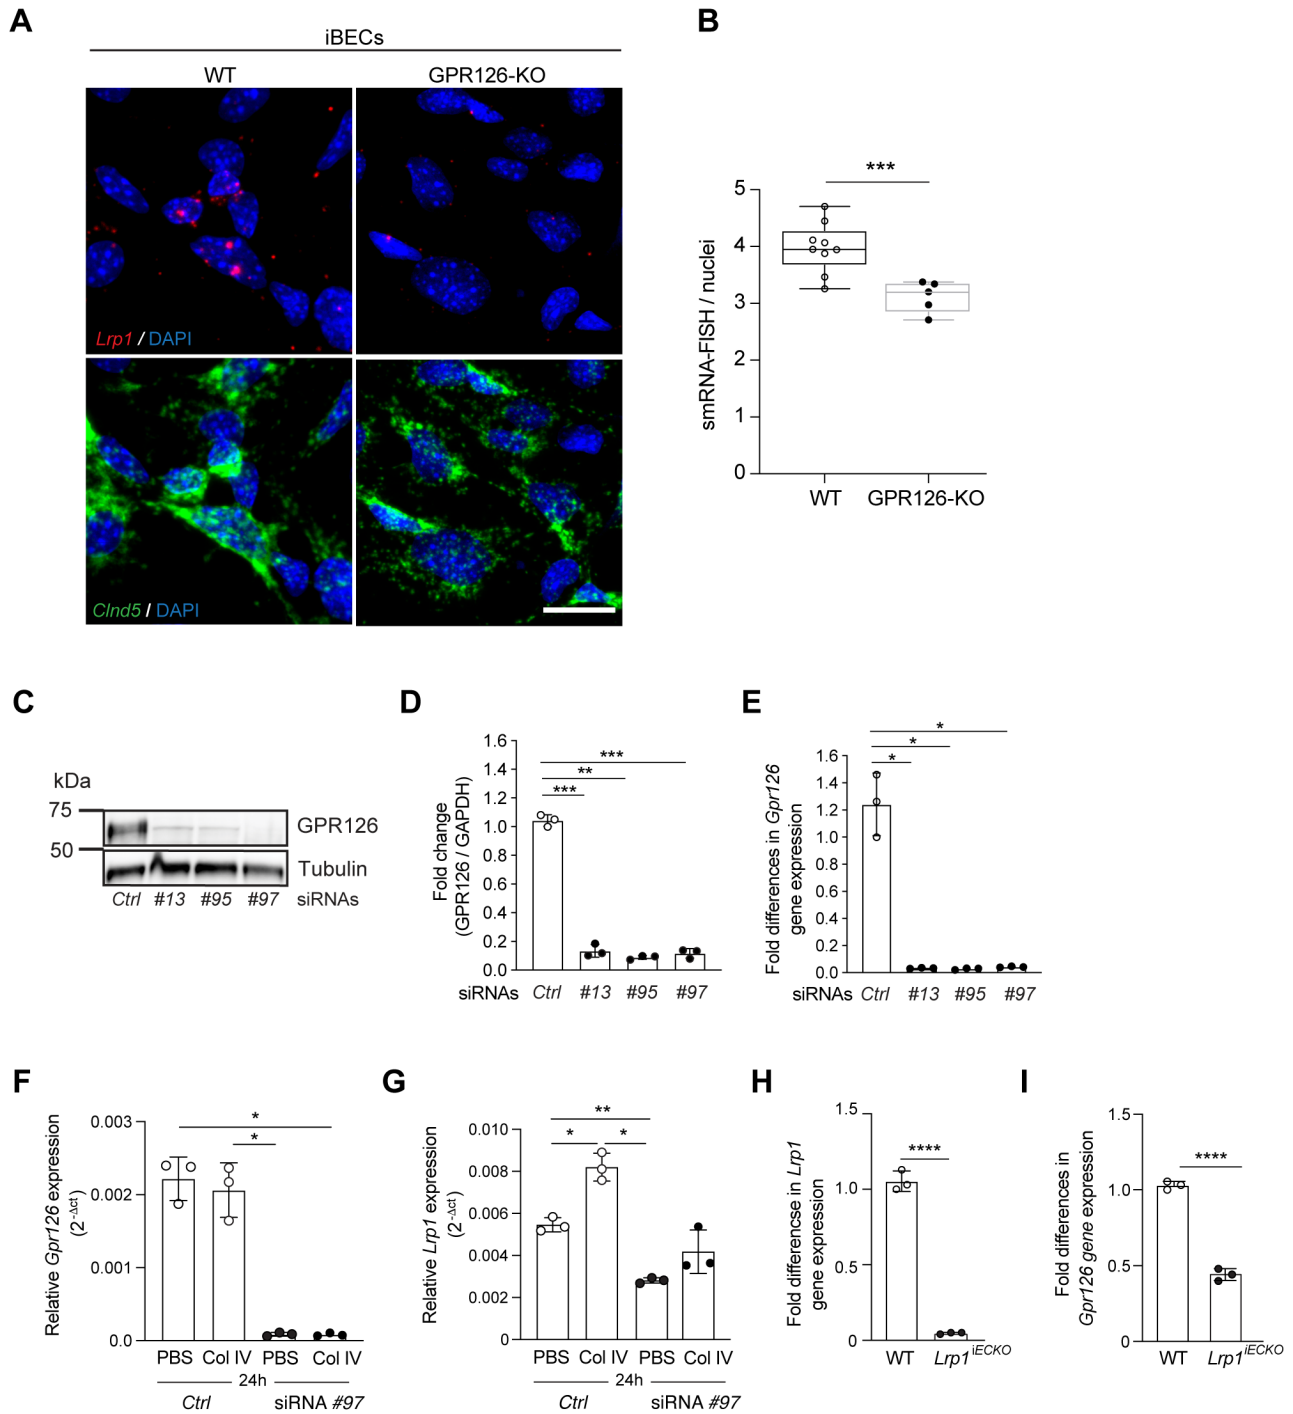 A
iBECs
WT GPR126-KO
Lrp1 / DAPI
Clnd5 / DAPI
B
***
smRNA-FISH / nuclei
5
4
3
2
1
0
WT GPR126-KO
C
kDa
75
50
GPR126
Tubulin
Ctrl #13 #95 #97 siRNAs
D
Fold change
(GPR126 / GAPDH)
1.6
1.4
1.2
1.0
0.8
0.6
0.4
0.2
0.0
***
**
***
siRNAs Ctrl #13 #95 #97
E
Fold differences in Gpr126
gene expression
1.6
1.4
1.2
1.0
0.8
0.6
0.4
0.2
0.0
*
*
*
siRNAs Ctrl #13 #95 #97
F
Relative Gpr126 expression
(2-Δct)
0.003
0.002
0.001
0.0
*
*
PBS Col IV PBS Col IV
24h
Ctrl siRNA #97
G
Relative Lrp1 expression
(2-Δct)
0.010
0.008
0.006
0.004
0.002
0
**
* *
PBS Col IV PBS Col IV
24h
Ctrl siRNA #97
H
Fold differencse in Lrp1
gene expression
1.5
1.0
0.5
0
****
WT Lrp1iECKO
I
Fold differences in
Gpr126 gene expression
1.5
1.0
0.5
0
****
WT Lrp1iECKO